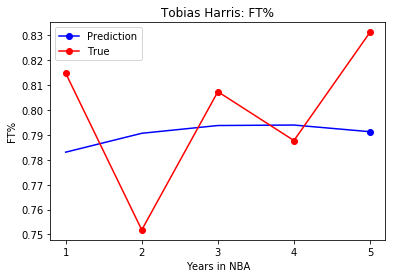 Tobias Harris: FT%
Prediction
True
FT%
0.83
0.82
0.81
0.80
0.79
0.78
0.77
0.76
0.75
1 2 3 4 5
Years in NBA